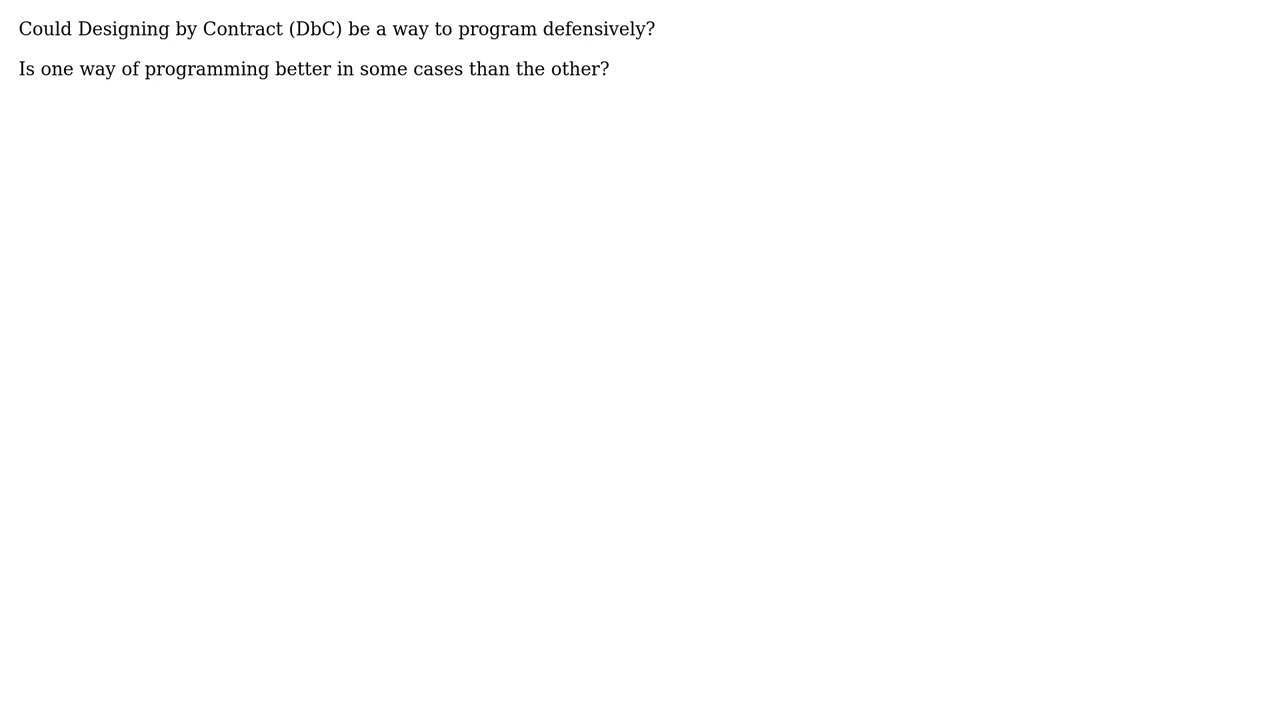 Could Designing by Contract (DbC) be a way to program defensively?
Is one way of programming better in some cases than the other?